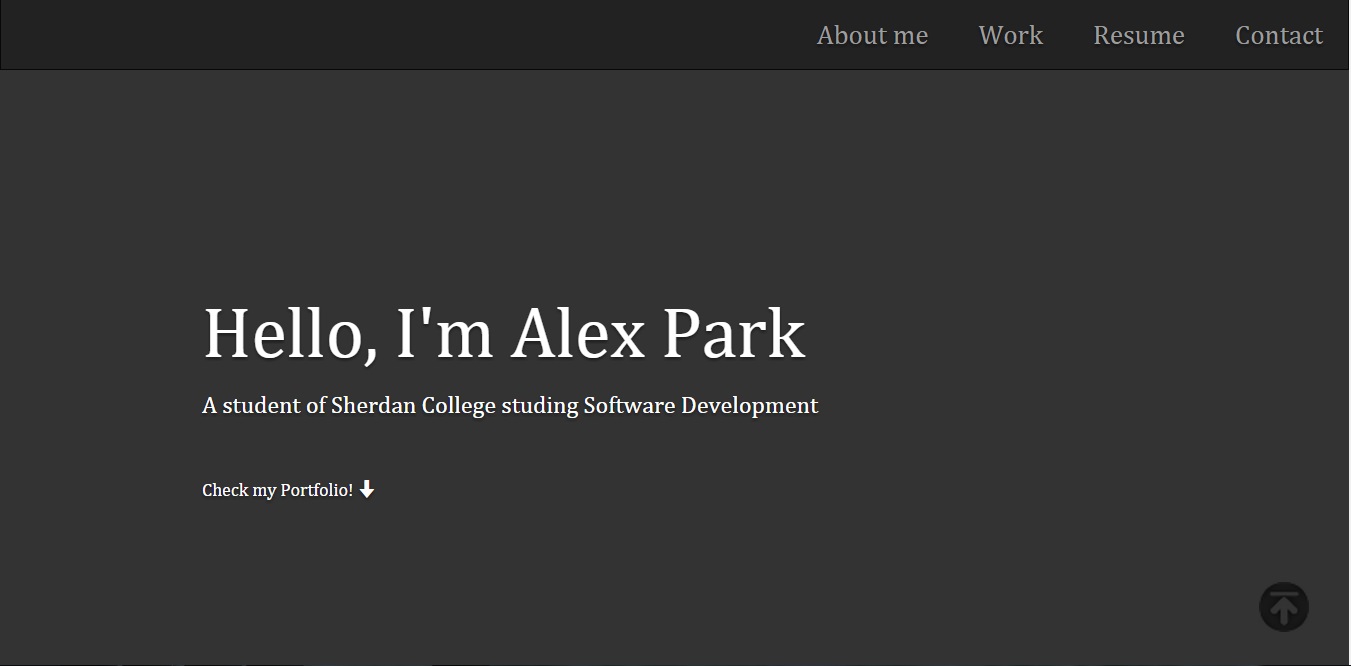 About me Work Resume Contact
Hello, I'm Alex Park
A student of Sherdan College studing Software Development
Check my Portfolio!